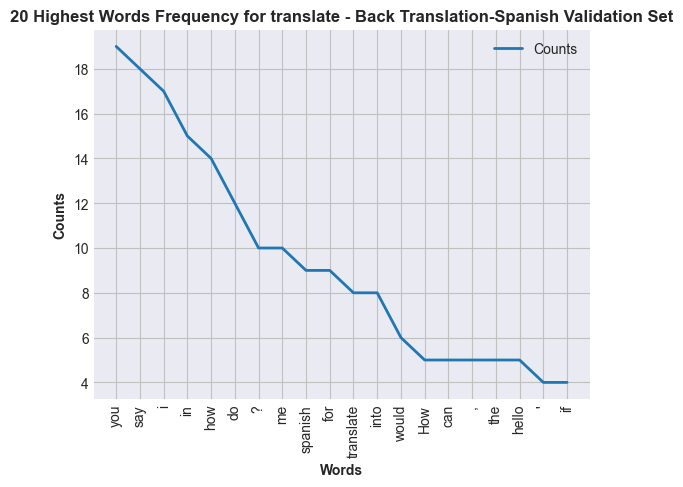 20 Highest Words Frequency for translate - Back Translation-Spanish Validation Set
Counts
18
16
14
12
10
8
6
4
Counts
you
say
i
in
how
do
?
me
spanish
for
translate
into
would
How
can
,
the
hello
'
if
Words